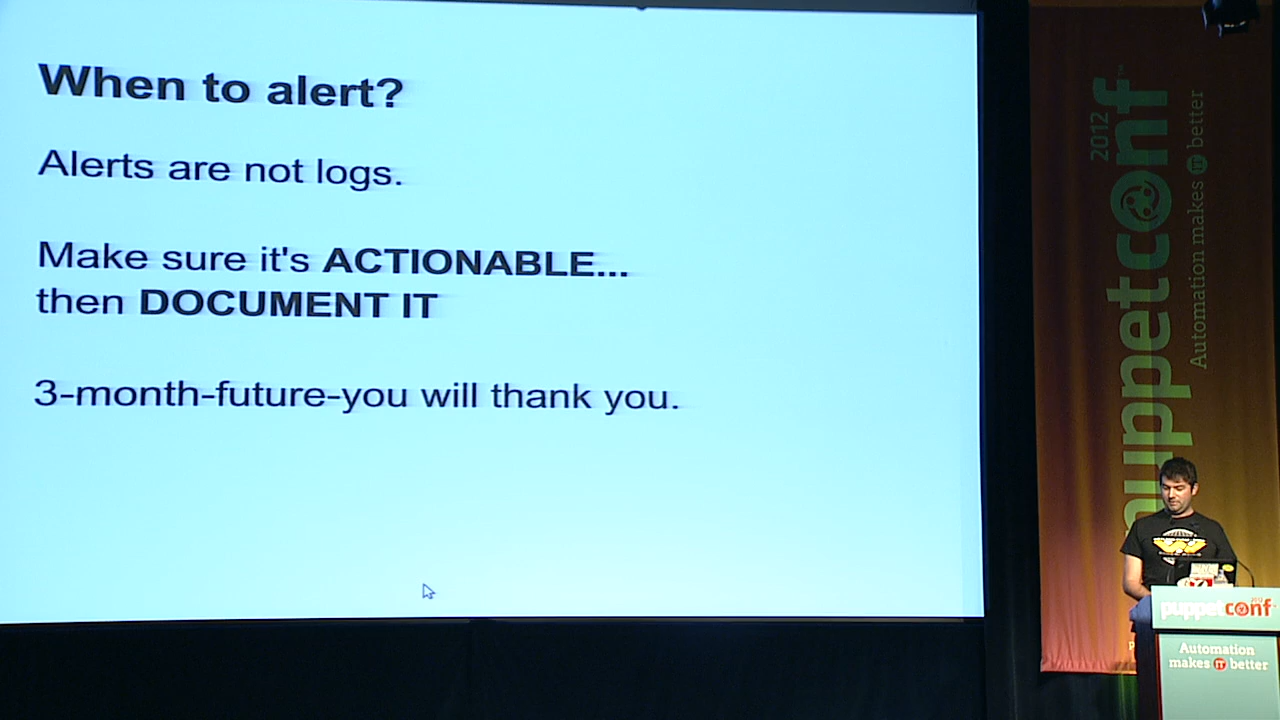 When to alert?
Alerts are not logs.
Make sure it's ACTIONABLE...
then DOCUMENT IT
3-month-future-you will thank you.
puppetconf™ 2012
Automation makes IT better
puppetconf
Automation
makes IT better